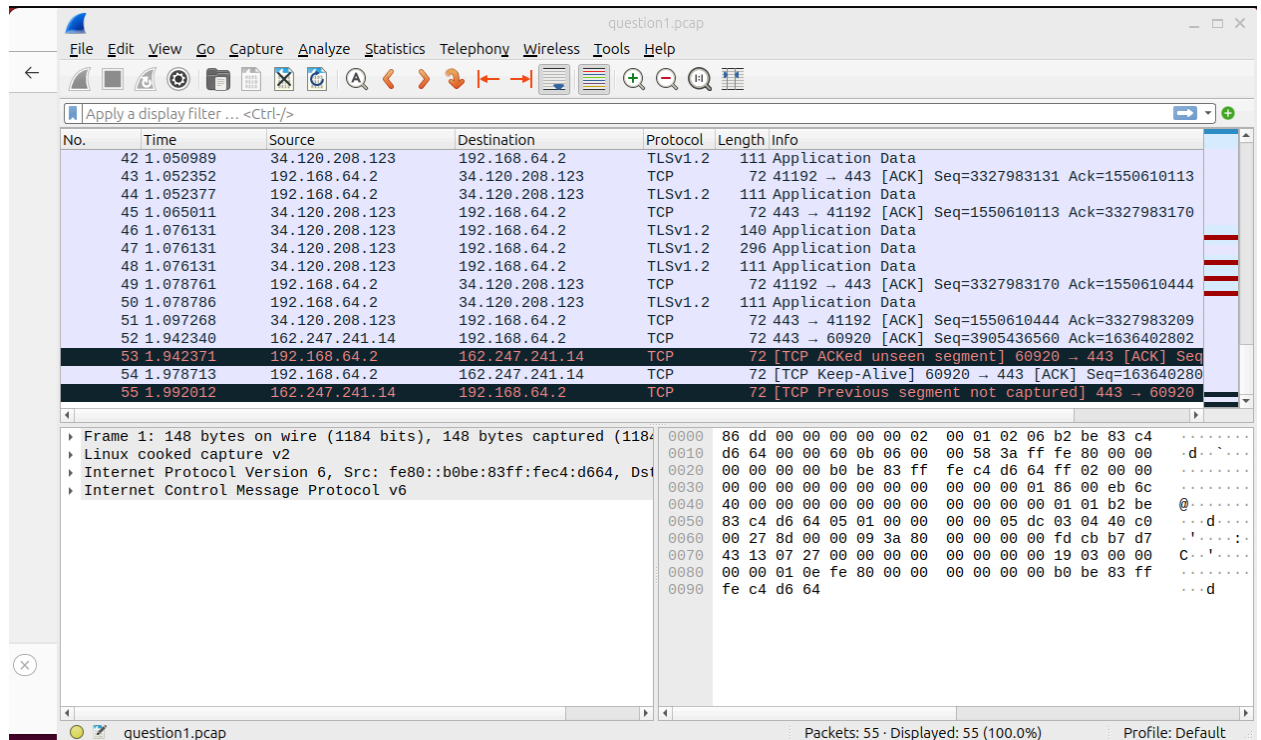 question1.pcap
File Edit View Go Capture Analyze Statistics Telephony Wireless Tools Help
Apply a display filter … <Ctrl-/>
No. Time Source Destination Protocol Length Info
42 1.050989 34.120.208.123 192.168.64.2 TLSv1.2 111 Application Data
43 1.052352 192.168.64.2 34.120.208.123 TCP 72 41192 → 443 [ACK] Seq=3327983131 Ack=1550610113
44 1.052377 192.168.64.2 34.120.208.123 TLSv1.2 111 Application Data
45 1.065011 34.120.208.123 192.168.64.2 TCP 72 443 → 41192 [ACK] Seq=1550610113 Ack=3327983170
46 1.076131 34.120.208.123 192.168.64.2 TLSv1.2 140 Application Data
47 1.076131 34.120.208.123 192.168.64.2 TLSv1.2 296 Application Data
48 1.076131 34.120.208.123 192.168.64.2 TLSv1.2 111 Application Data
49 1.078761 192.168.64.2 34.120.208.123 TCP 72 41192 → 443 [ACK] Seq=3327983170 Ack=1550610444
50 1.078786 192.168.64.2 34.120.208.123 TLSv1.2 111 Application Data
51 1.097268 34.120.208.123 192.168.64.2 TCP 72 443 → 41192 [ACK] Seq=1550610444 Ack=3327983209
52 1.942340 162.247.241.14 192.168.64.2 TCP 72 443 → 60920 [ACK] Seq=3905436560 Ack=1636402802
53 1.942371 192.168.64.2 162.247.241.14 TCP 72 [TCP ACKed unseen segment] 60920 → 443 [ACK] Seq
54 1.978713 192.168.64.2 162.247.241.14 TCP 72 [TCP Keep-Alive] 60920 → 443 [ACK] Seq=163640280
55 1.992012 162.247.241.14 192.168.64.2 TCP 72 [TCP Previous segment not captured] 443 → 60920
Frame 1: 148 bytes on wire (1184 bits), 148 bytes captured (1184
Linux cooked capture v2
Internet Protocol Version 6, Src: fe80::b0be:83ff:fec4:d664, Dst
Internet Control Message Protocol v6
0000 86 dd 00 00 00 00 00 02 00 01 02 06 b2 be 83 c4 ········
0010 d6 64 00 00 60 0b 06 00 00 58 3a ff fe 80 00 00 ·d··`···
0020 00 00 00 00 b0 be 83 ff fe c4 d6 64 ff 02 00 00 ········
0030 00 00 00 00 00 00 00 00 00 00 00 01 86 00 eb 6c ········
0040 40 00 00 00 00 00 00 00 00 00 00 00 01 01 b2 be @·······
0050 83 c4 d6 64 05 01 00 00 00 00 05 dc 03 04 40 c0 ···d····
0060 00 27 8d 00 00 09 3a 80 00 00 00 00 fd cb b7 d7 ·'····:·
0070 43 13 07 27 00 00 00 00 00 00 00 00 19 03 00 00 C··'····
0080 00 00 01 0e fe 80 00 00 00 00 00 00 b0 be 83 ff ········
0090 fe c4 d6 64 ···d
question1.pcap Packets: 55 · Displayed: 55 (100.0%) Profile: Default